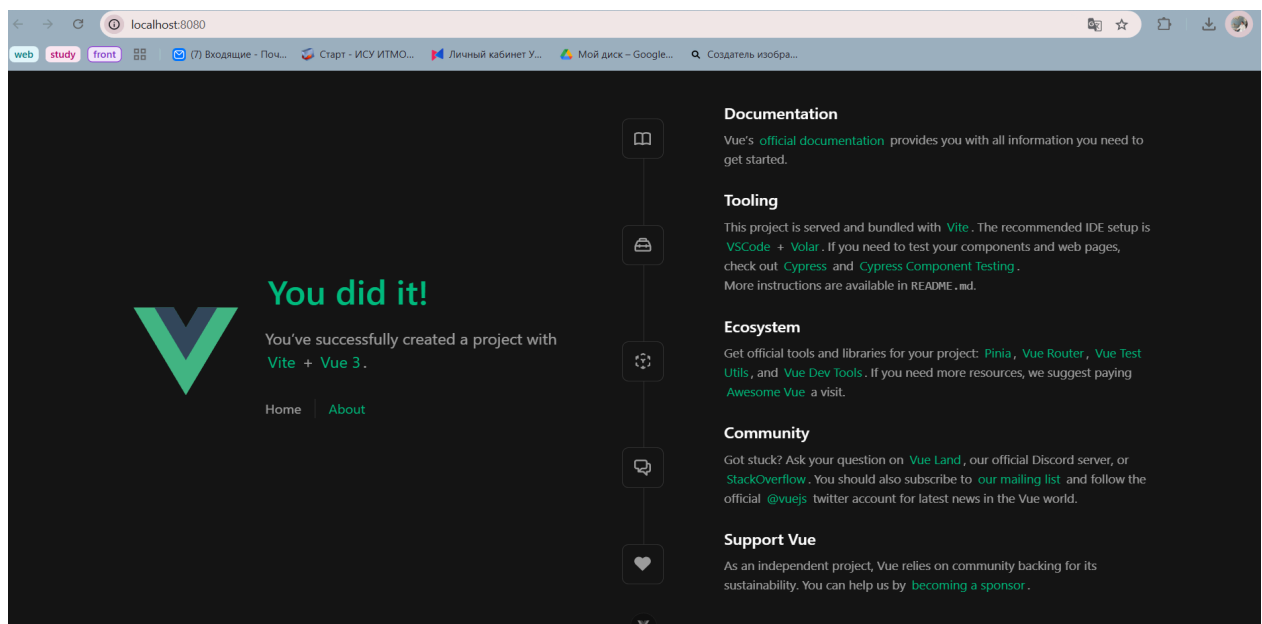 localhost:8080
web study front (7) Входящие - Поч... Старт - ИСУ ИТМО... Личный кабинет У... Мой диск – Google... Создатель изобра...
You did it!
You've successfully created a project with
Vite + Vue 3.
Home About
Documentation
Vue's official documentation provides you with all information you need to
get started.
Tooling
This project is served and bundled with Vite. The recommended IDE setup is
VSCode + Volar. If you need to test your components and web pages,
check out Cypress and Cypress Component Testing.
More instructions are available in README.md.
Ecosystem
Get official tools and libraries for your project: Pinia, Vue Router, Vue Test
Utils, and Vue Dev Tools. If you need more resources, we suggest paying
Awesome Vue a visit.
Community
Got stuck? Ask your question on Vue Land, our official Discord server, or
StackOverflow. You should also subscribe to our mailing list and follow the
official @vuejs twitter account for latest news in the Vue world.
Support Vue
As an independent project, Vue relies on community backing for its
sustainability. You can help us by becoming a sponsor.